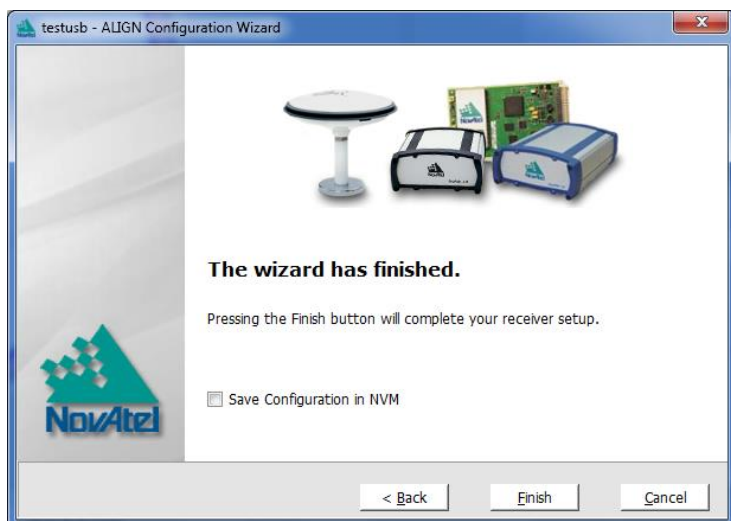 testusb - ALIGN Configuration Wizard
The wizard has finished.
Pressing the Finish button will complete your receiver setup.
Save Configuration in NVM
NovAtel
< Back
Finish
Cancel